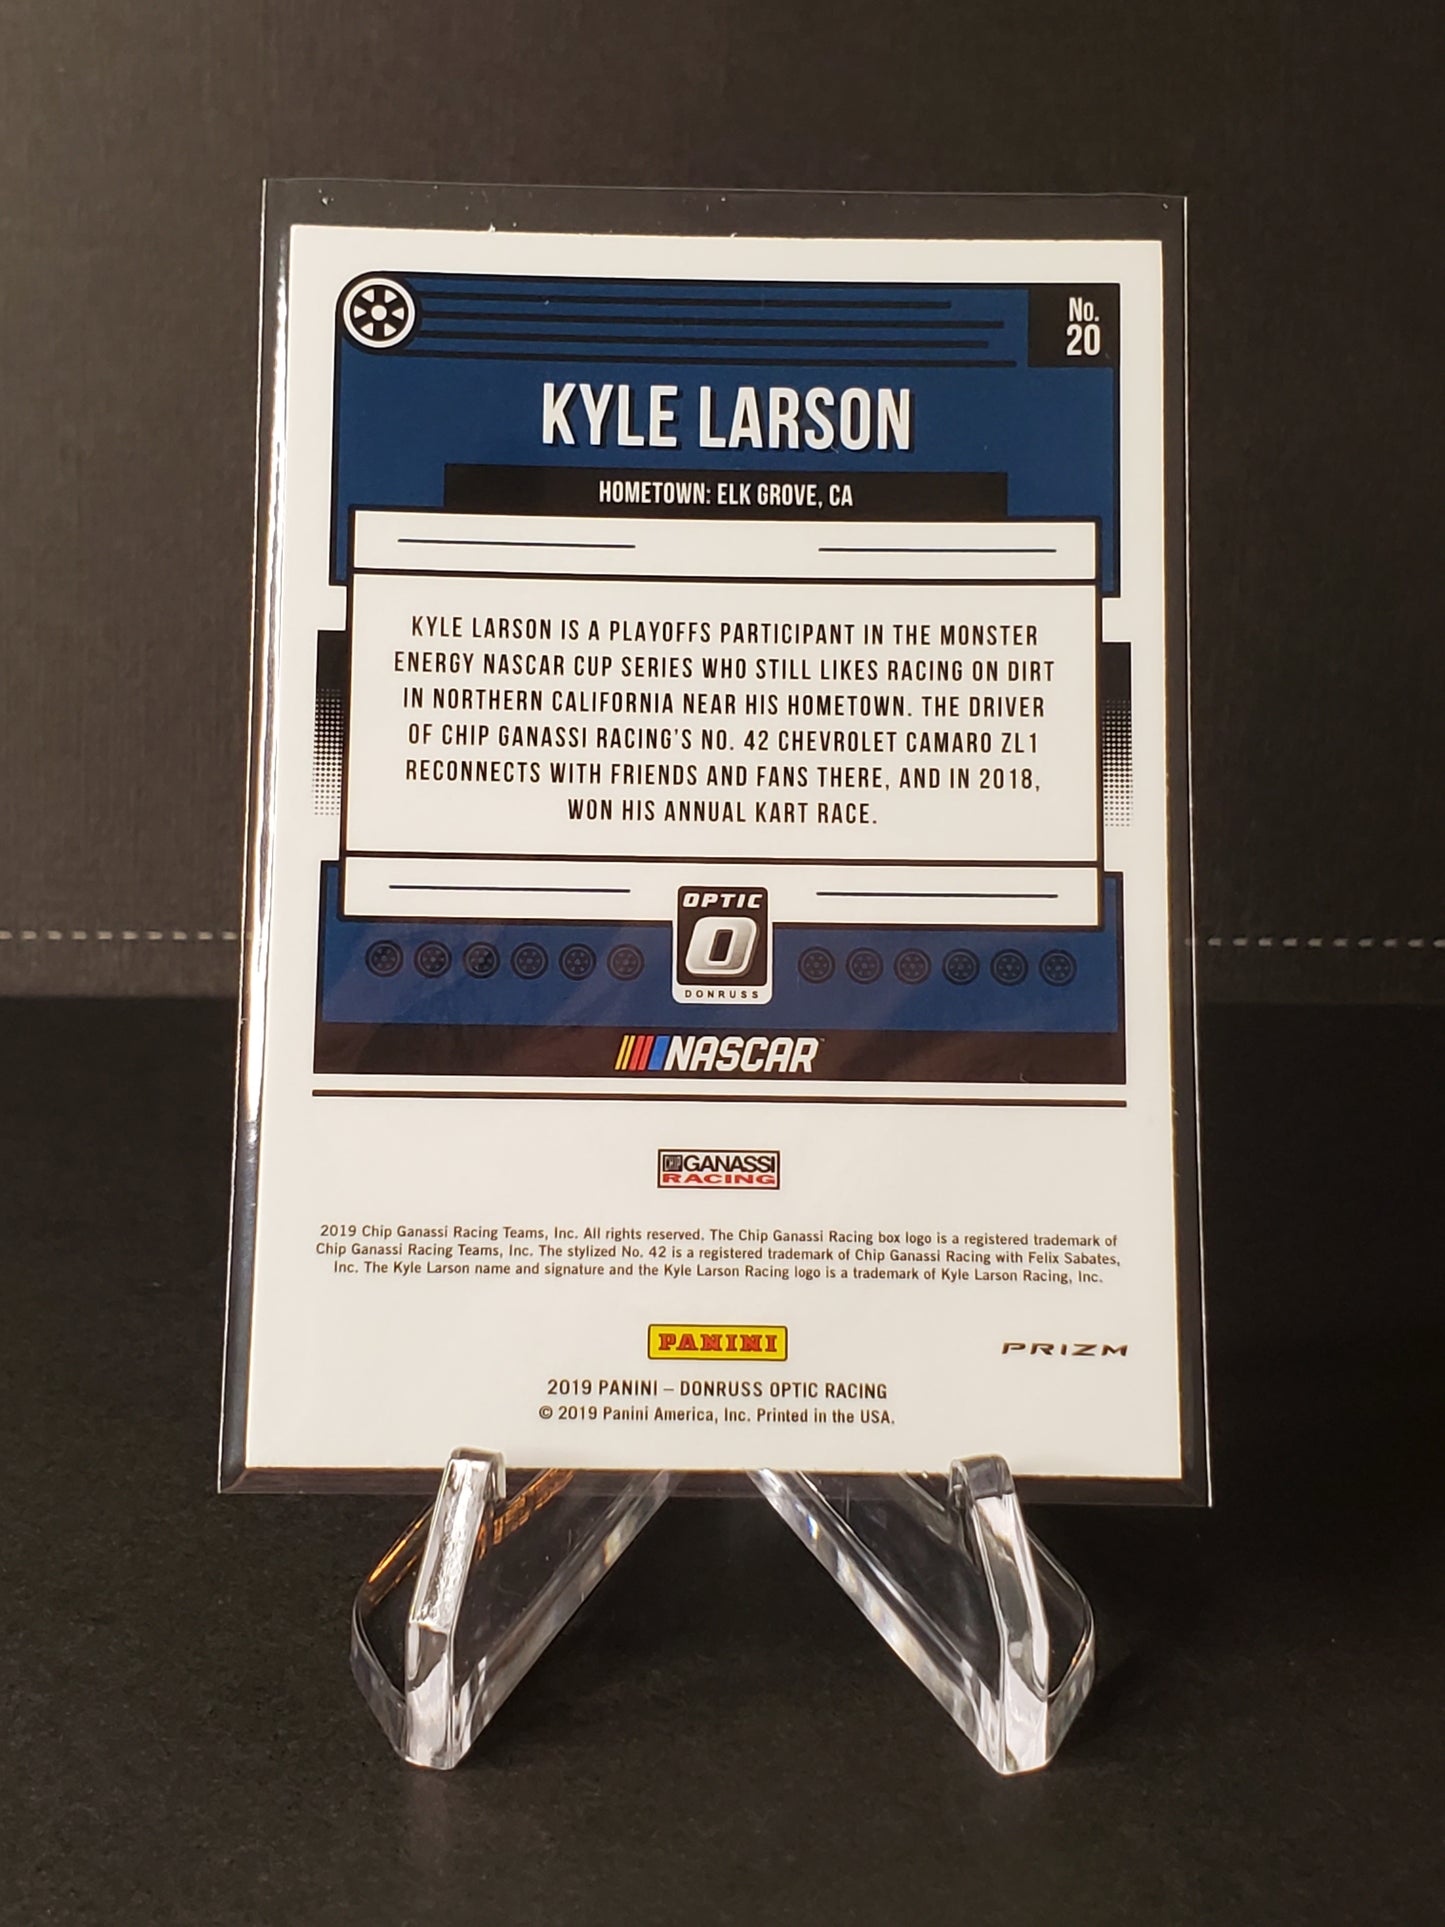 No.
20
KYLE LARSON
HOMETOWN: ELK GROVE, CA
KYLE LARSON IS A PLAYOFFS PARTICIPANT IN THE MONSTER
ENERGY NASCAR CUP SERIES WHO STILL LIKES RACING ON DIRT
IN NORTHERN CALIFORNIA NEAR HIS HOMETOWN. THE DRIVER
OF CHIP GANASSI RACING'S NO. 42 CHEVROLET CAMARO ZL1
RECONNECTS WITH FRIENDS AND FANS THERE, AND IN 2018,
WON HIS ANNUAL KART RACE.
OPTIC
O
DONRUSS
NASCAR
CHIP GANASSI
RACING
2019 Chip Ganassi Racing Teams, Inc. All rights reserved. The Chip Ganassi Racing box logo is a registered trademark of
Chip Ganassi Racing Teams, Inc. The stylized No. 42 is a registered trademark of Chip Ganassi Racing with Felix Sabates,
Inc. The Kyle Larson name and signature and the Kyle Larson Racing logo is a trademark of Kyle Larson Racing, Inc.
PANINI
PRIZM
2019 PANINI – DONRUSS OPTIC RACING
© 2019 Panini America, Inc. Printed in the USA.